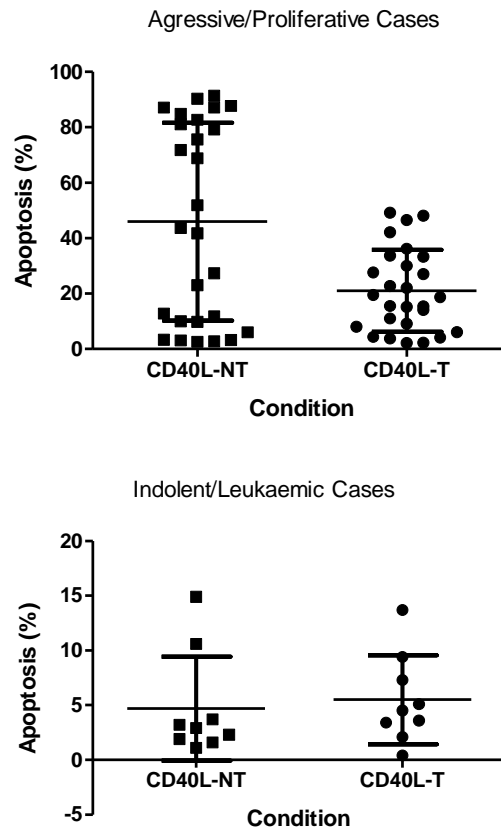 Agressive/Proliferative Cases
100
80
60
40
20
0
Apoptosis (%)
CD40L-NT
CD40L-T
Condition
Indolent/Leukaemic Cases
20
15
10
5
0
-5
Apoptosis (%)
CD40L-NT
CD40L-T
Condition